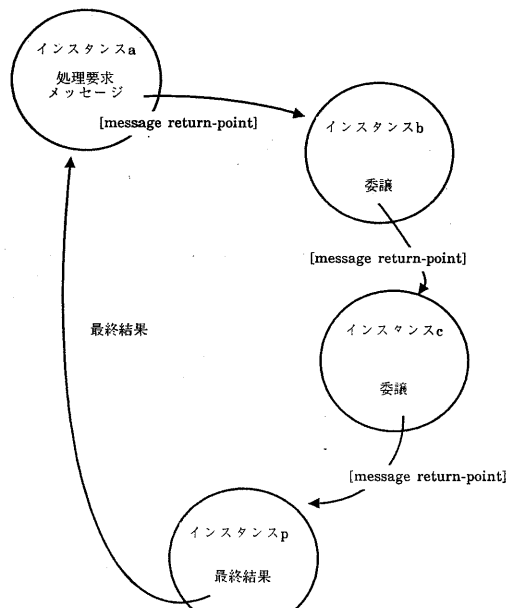 インスタンスa
処理要求
メッセージ
[message return-point]
インスタンスb
委譲
[message return-point]
インスタンスc
委譲
最終結果
[message return-point]
インスタンスp
最終結果